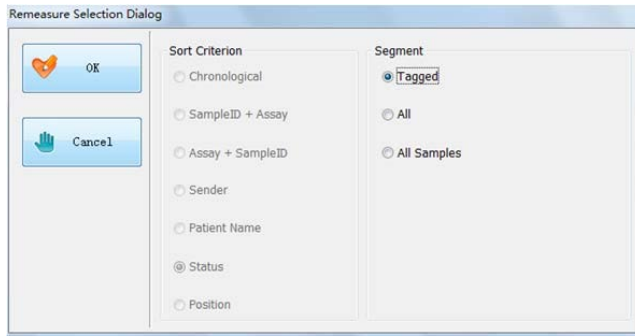 Remeasure Selection Dialog
OK
Cancel
Sort Criterion
Chronological
SampleID + Assay
Assay + SampleID
Sender
Patient Name
Status
Position
Segment
Tagged
All
All Samples